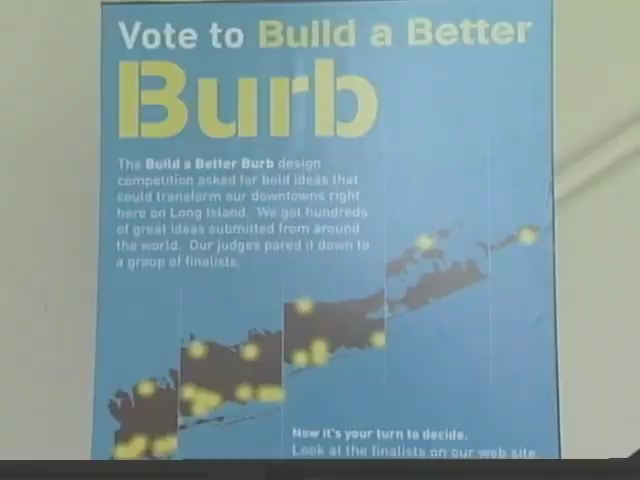 Vote to Build a Better
Burb
The Build a Better Burb design
competition asked for bold ideas that
could transform our downtowns right
here on Long Island. We got hundreds
of great ideas submitted from around
the world. Our judges pared it down to
a group of finalists.
Now it's your turn to decide.
Look at the finalists on our web site